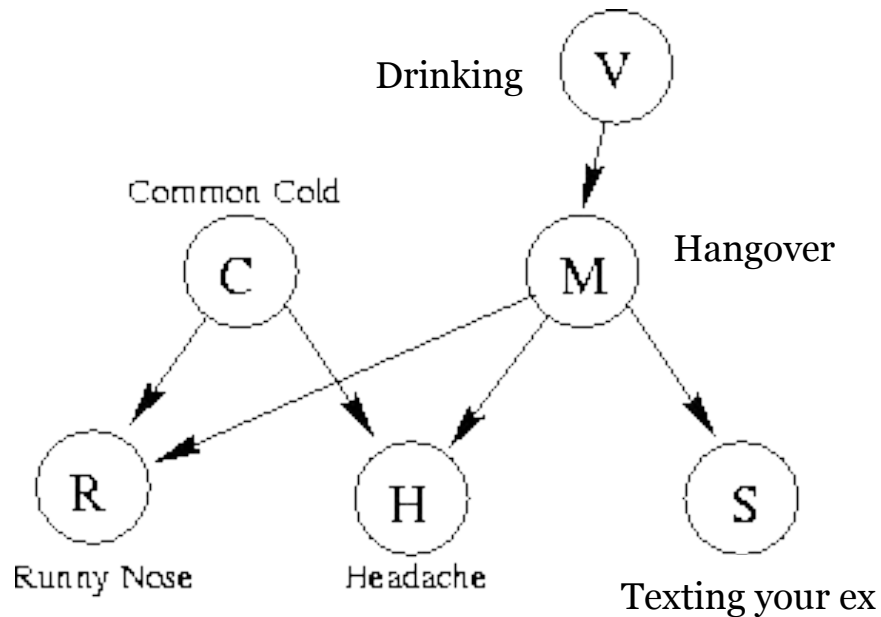 V
Drinking
Common Cold
C
M
Hangover
R
H
S
Runny Nose
Headache
Texting your ex